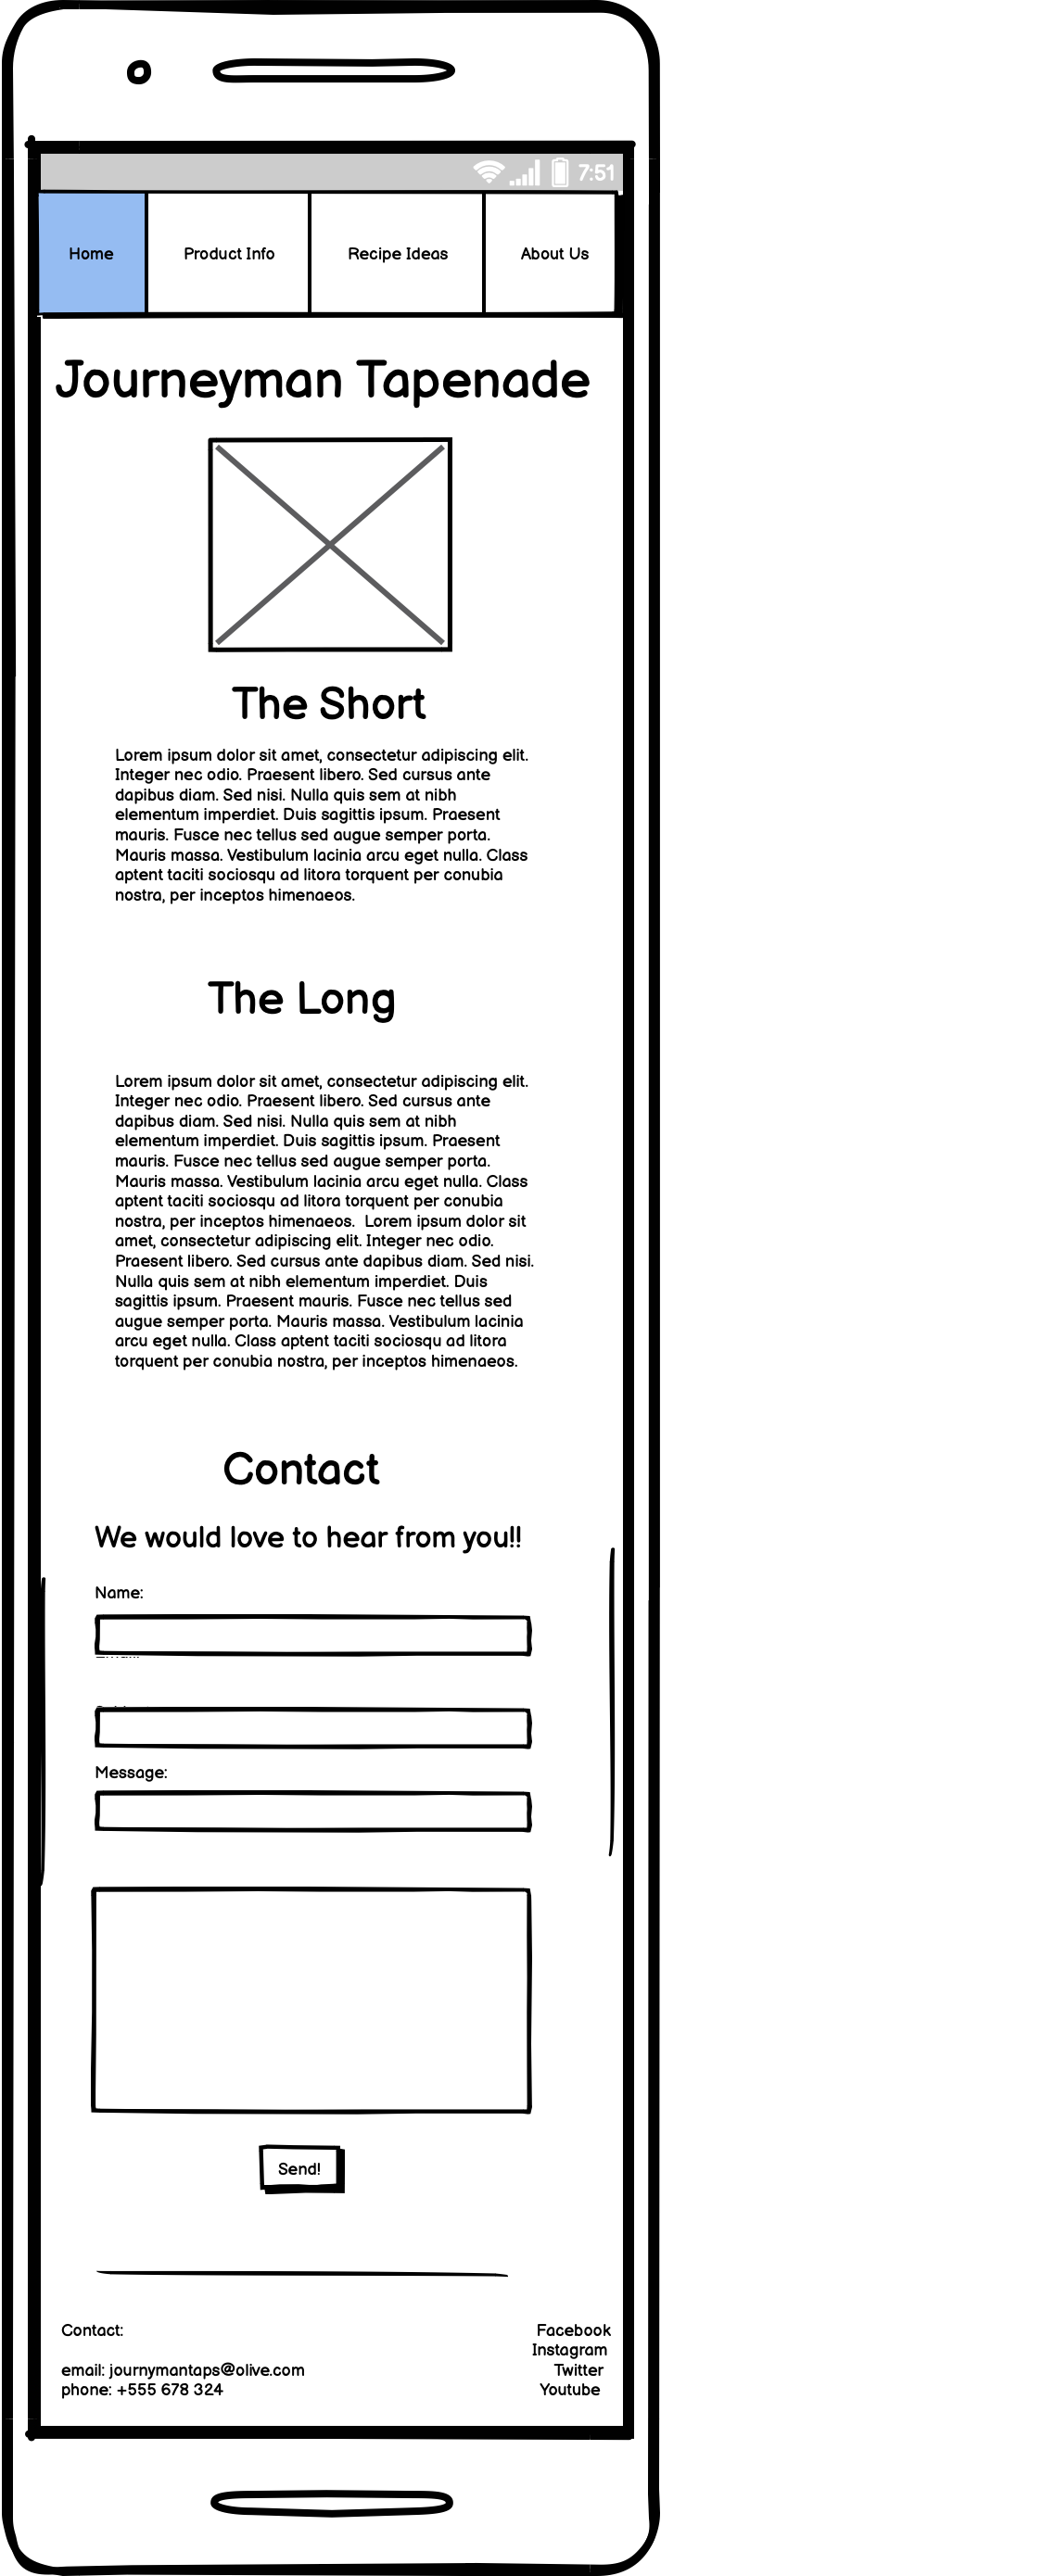 7:51
Home Product Info Recipe Ideas About Us
Journeyman Tapenade
The Short
Lorem ipsum dolor sit amet, consectetur adipiscing elit.
Integer nec odio. Praesent libero. Sed cursus ante
dapibus diam. Sed nisi. Nulla quis sem at nibh
elementum imperdiet. Duis sagittis ipsum. Praesent
mauris. Fusce nec tellus sed augue semper porta.
Mauris massa. Vestibulum lacinia arcu eget nulla. Class
aptent taciti sociosqu ad litora torquent per conubia
nostra, per inceptos himenaeos.
The Long
Lorem ipsum dolor sit amet, consectetur adipiscing elit.
Integer nec odio. Praesent libero. Sed cursus ante
dapibus diam. Sed nisi. Nulla quis sem at nibh
elementum imperdiet. Duis sagittis ipsum. Praesent
mauris. Fusce nec tellus sed augue semper porta.
Mauris massa. Vestibulum lacinia arcu eget nulla. Class
aptent taciti sociosqu ad litora torquent per conubia
nostra, per inceptos himenaeos.  Lorem ipsum dolor sit
amet, consectetur adipiscing elit. Integer nec odio.
Praesent libero. Sed cursus ante dapibus diam. Sed nisi.
Nulla quis sem at nibh elementum imperdiet. Duis
sagittis ipsum. Praesent mauris. Fusce nec tellus sed
augue semper porta. Mauris massa. Vestibulum lacinia
arcu eget nulla. Class aptent taciti sociosqu ad litora
torquent per conubia nostra, per inceptos himenaeos.
Contact
We would love to hear from you!!
Name:
Message:
Send!
Contact:
email: journymantaps@olive.com
phone: +555 678 324
Facebook
Instagram
Twitter
Youtube